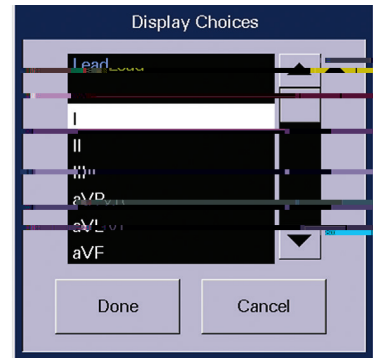 Display Choices
Lead
I
II
III
aVR
aVL
aVF
Done
Cancel